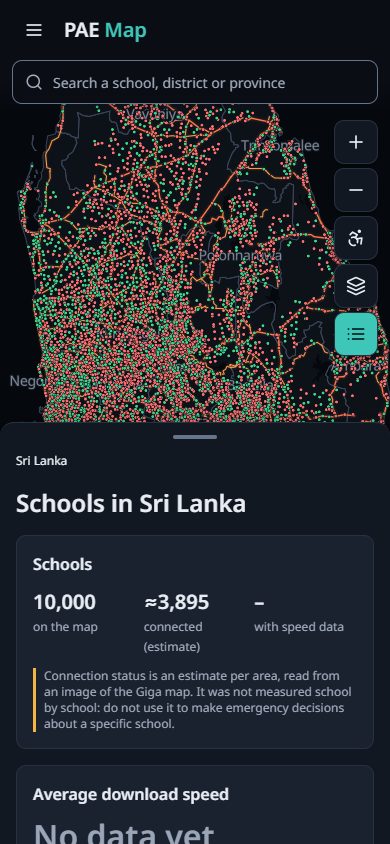 PAE Map
Search a school, district or province
Polonnaruwa
Sri Lanka
Schools in Sri Lanka
Schools
10,000
on the map
≈3,895
connected
(estimate)
–
with speed data
Connection status is an estimate per area, read from
an image of the Giga map. It was not measured school
by school: do not use it to make emergency decisions
about a specific school.
Average download speed
No data yet